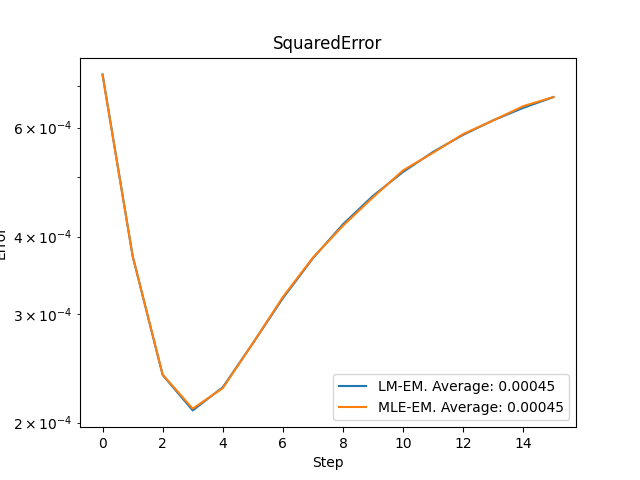 SquaredError
6 × 10⁻⁴
4 × 10⁻⁴
3 × 10⁻⁴
2 × 10⁻⁴
Error
LM-EM. Average: 0.00045
MLE-EM. Average: 0.00045
0 2 4 6 8 10 12 14
Step